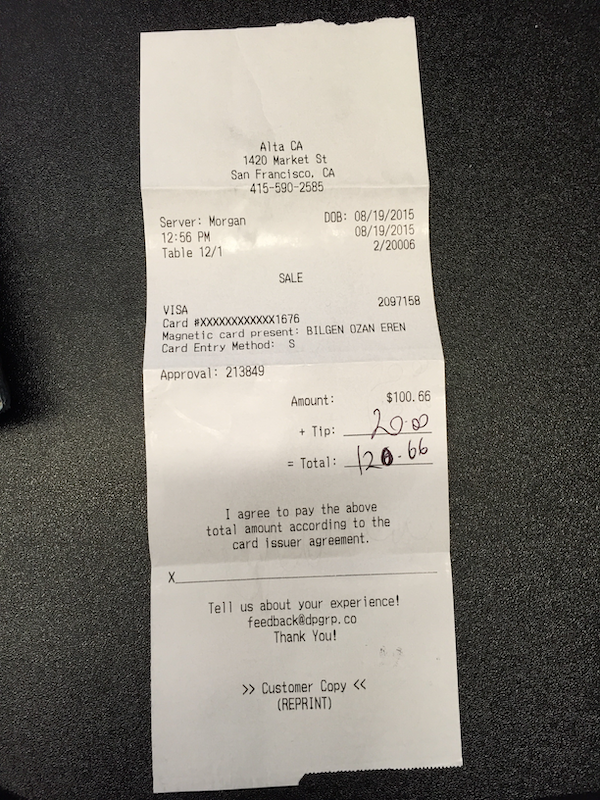 Alta CA
1420 Market St
San Francisco, CA
415-590-2585
Server: Morgan DOB: 08/19/2015
12:56 PM 08/19/2015
Table 12/1 2/20006
SALE
VISA 2097158
Card #XXXXXXXXXXXX1676
Magnetic card present: BILGEN OZAN EREN
Card Entry Method: S
Approval: 213849
Amount: $100.66
+ Tip: 20.00
= Total: 120.66
I agree to pay the above
total amount according to the
card issuer agreement.
X
Tell us about your experience!
feedback@dpgrp.co
Thank You!
>> Customer Copy <<
(REPRINT)